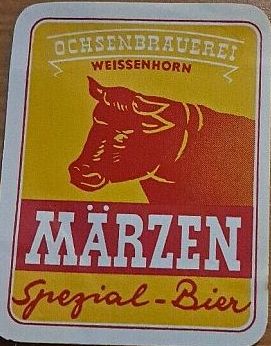 OCHSENBRAUEREI
WEISSENHORN
MÄRZEN
Spezial-Bier